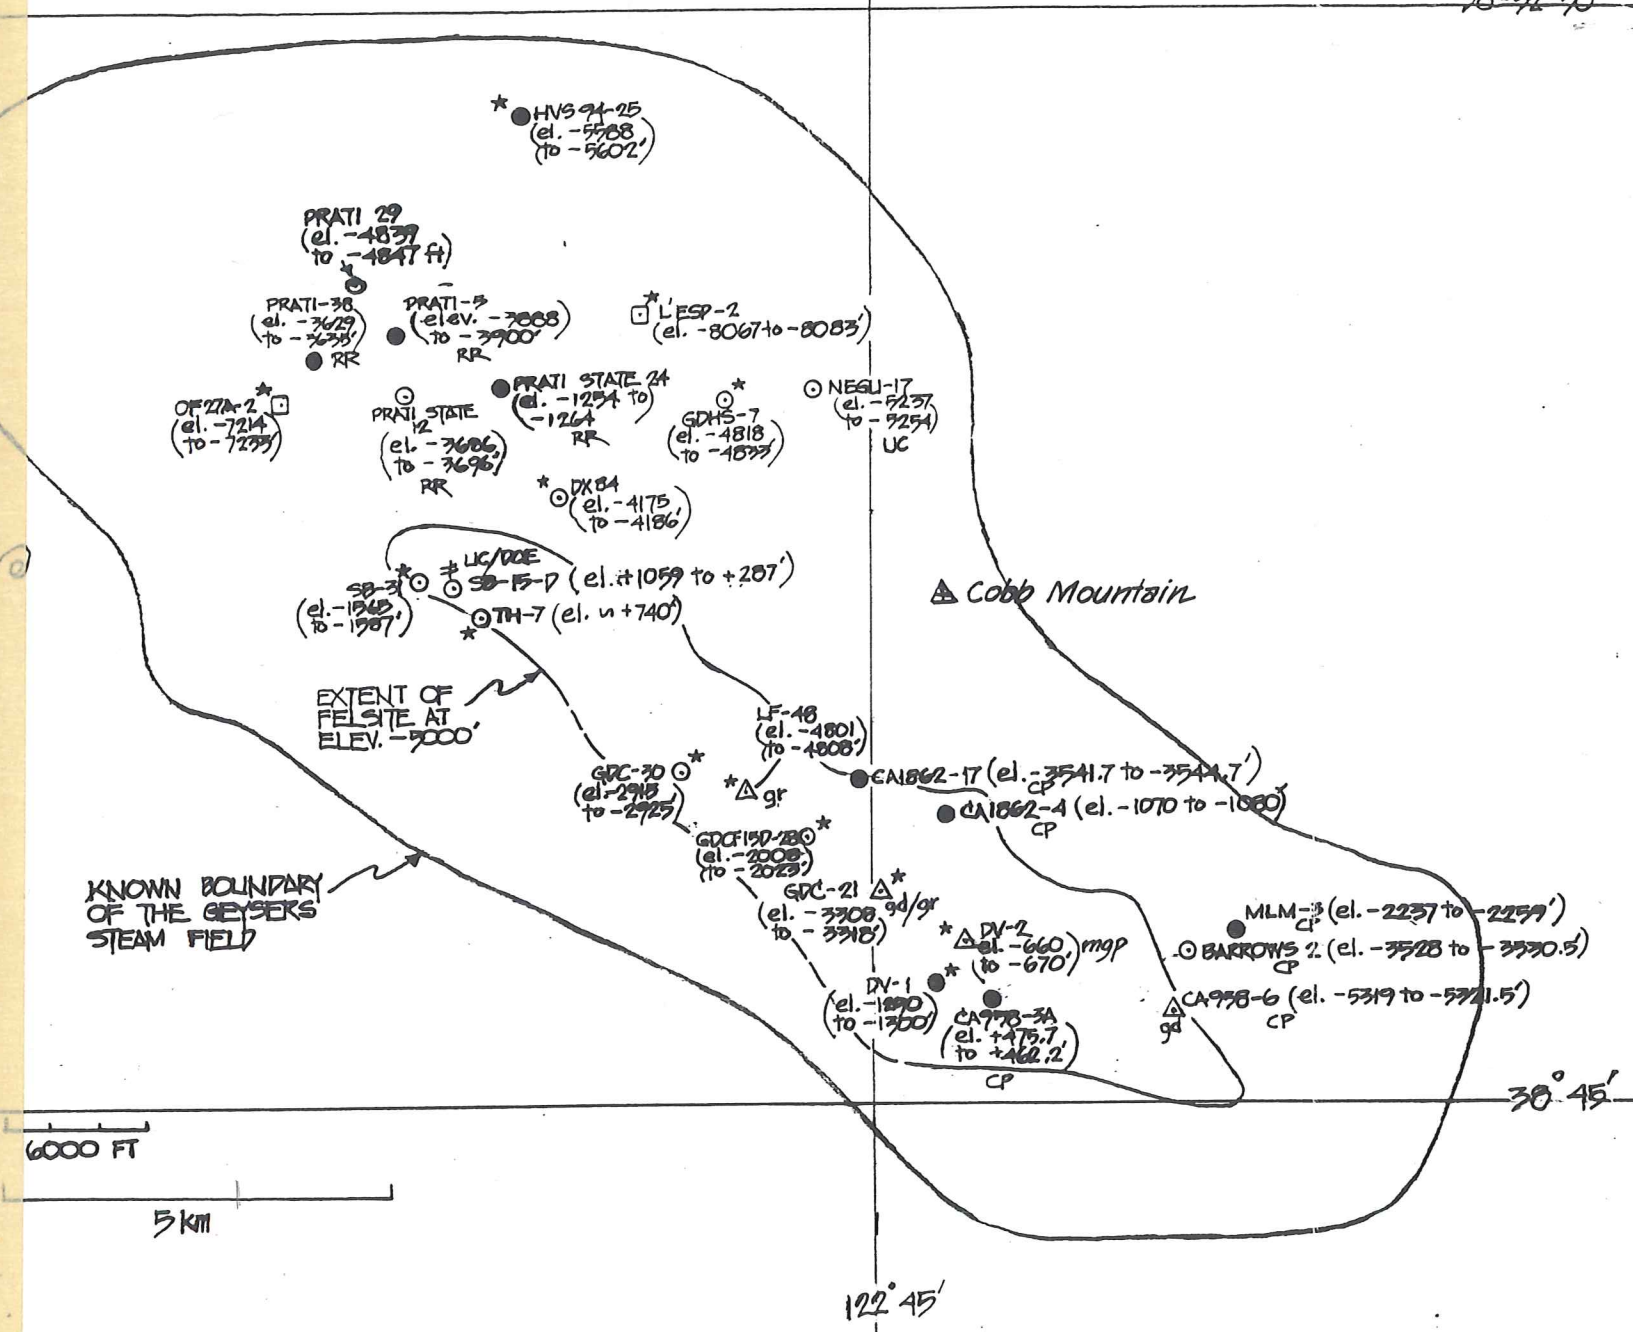 HVS 94-25
(el. -5588
to -5602')
PRATI 29
(el. -4839
to -4847 ft)
PRATI-38
(el. -3629
to -3635')
RR
PRATI-5
(elev. -3888
to -3900'
RR
L'ESP-2
(el. -8067 to -8083')
OF27A-2
(el. -7214
to -7233')
PRATI STATE
12
(el. -3686
to -3696')
RR
PRATI STATE 24
(el. -1254 to
-1264
RR
GDHS-7
(el. -4818
to -4833')
NEGU-17
(el. -5237
to -5254)
UC
DX84
(el. -4175
to -4186')
UC/DOE
SB-15-D (el. +1059 to +287')
SB-31
(el. -1565
to -1587')
TH-7 (el. ~ +740')
Cobb Mountain
EXTENT OF
FELSITE AT
ELEV. -5000'
LF-48
(el. -4801
to -4808')
gr
GDC-30
(el. -2915
to -2925')
CA1862-17 (el. -3541.7 to -3544.7')
CP
CA1862-4 (el. -1070 to -1080')
CP
GDCF15D-28
(el. -2008
to -2023')
KNOWN BOUNDARY
OF THE GEYSERS
STEAM FIELD
GDC-21
(el. -3308
to -3318')
gd/gr
DV-2
el. -660
(to -670')
mgp
MLM-3 (el. -2237 to -2259')
CP
BARROWS 2 (el. -3528 to -3530.5')
CP
DV-1
(el. -1290
to -1300')
CA958-3A
(el. +475.7
to +462.2')
CP
CA958-6 (el. -5319 to -5321.5')
CP
gd
38° 45'
6000 FT
5 km
122° 45'